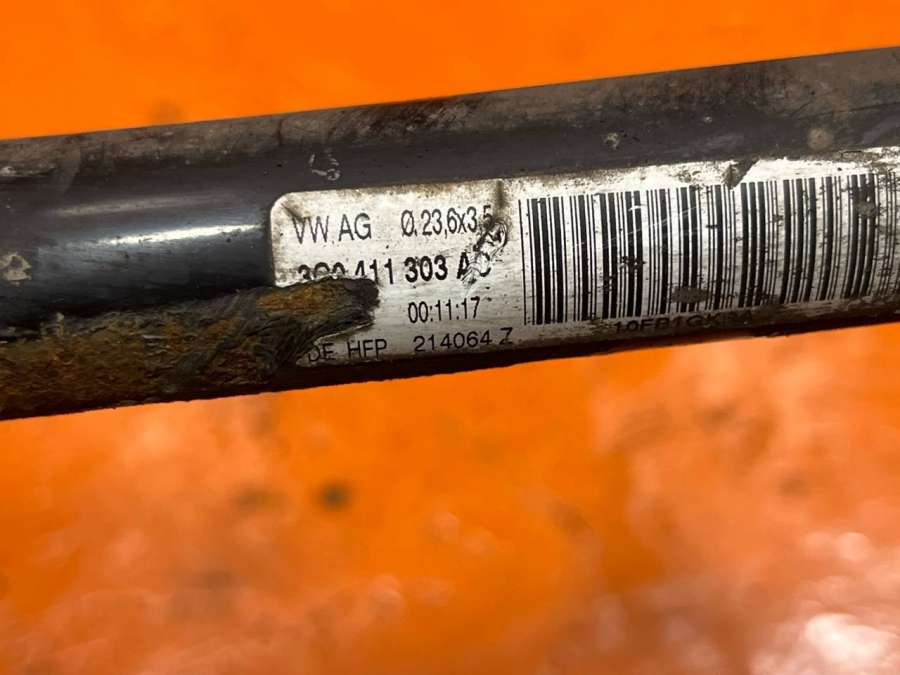 VW AG Ø 23,6x3,5
411 303
00:11:17
DE HFP 214064 Z